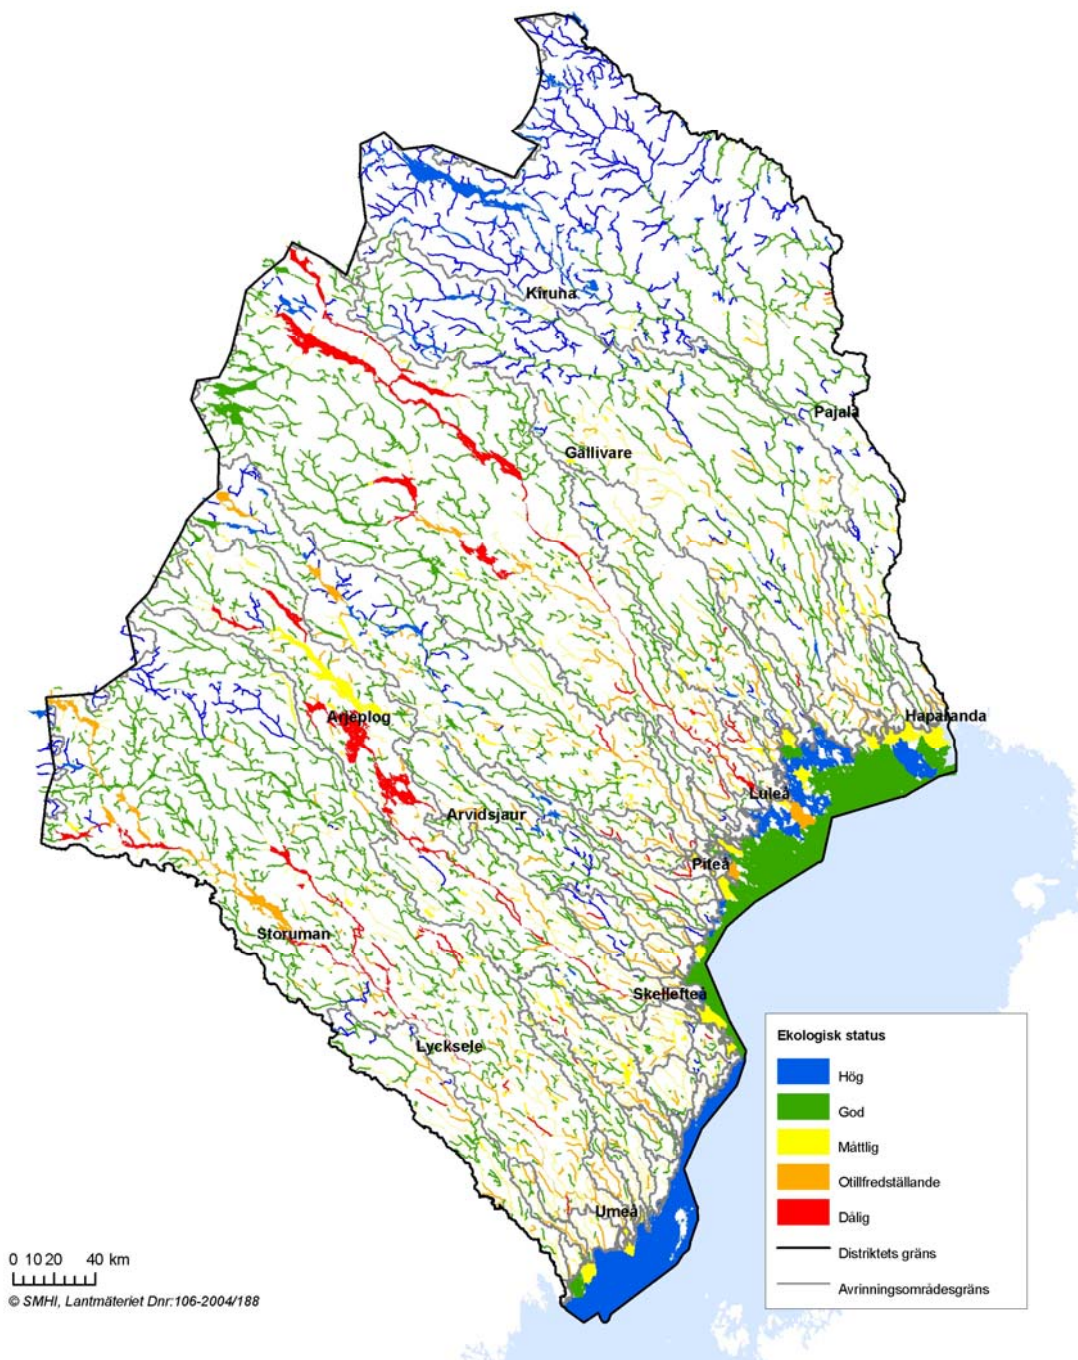 Kiruna
Pajala
Gällivare
Haparanda
Arjeplog
Luleå
Arvidsjaur
Piteå
Storuman
Skellefteå
Lycksele
Umeå
Ekologisk status
Hög
God
Måttlig
Otillfredställande
Dålig
Distriktets gräns
Avrinningsområdesgräns
0 10 20 40 km
© SMHI, Lantmäteriet Dnr:106-2004/188